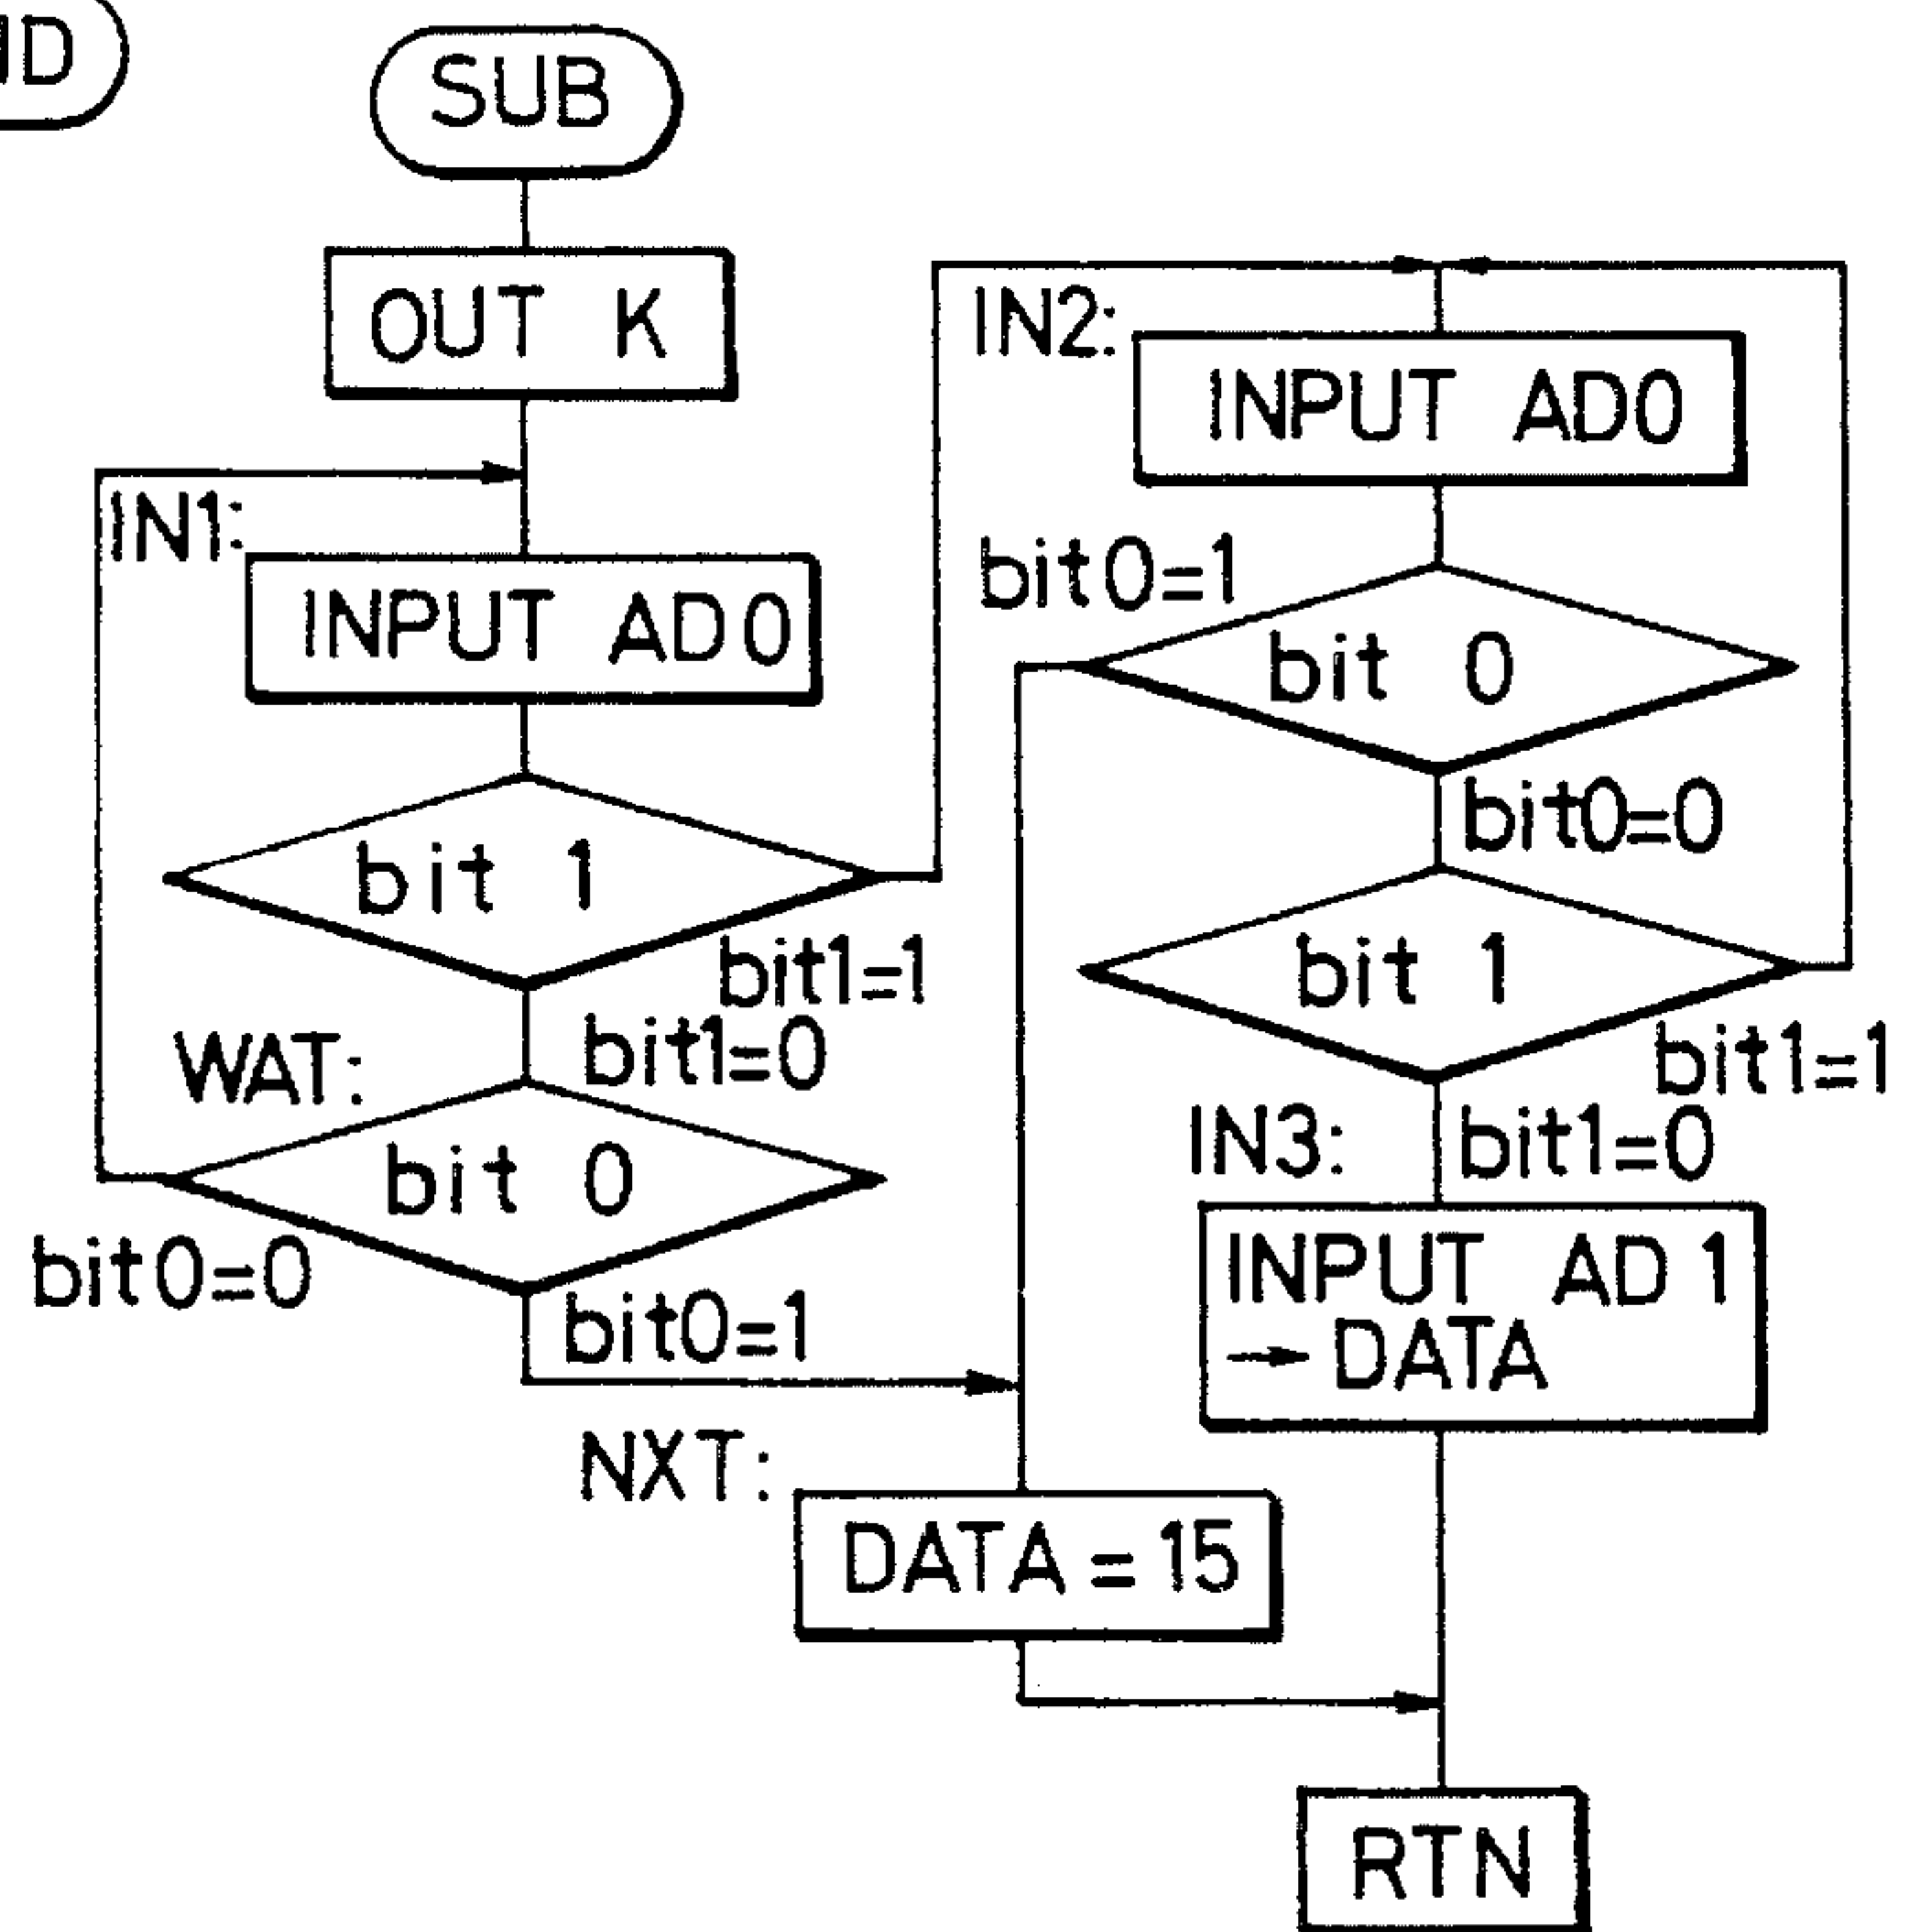 ND
SUB
OUT K
IN1:
INPUT AD0
bit 1
bit1=1
bit1=0
WAT:
bit 0
bit0=0
bit0=1
NXT:
DATA=15
IN2:
INPUT AD0
bit0=1
bit 0
bit0=0
bit 1
bit1=1
IN3:
bit1=0
INPUT AD1
→ DATA
RTN